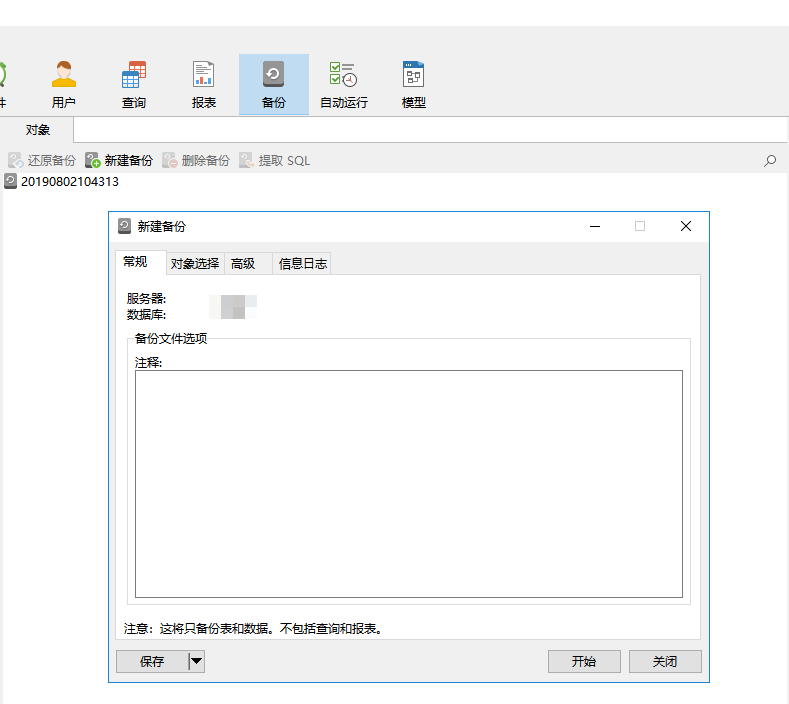 件 用户 查询 报表 备份 自动运行 模型
对象
还原备份 新建备份 删除备份 提取 SQL
20190802104313
新建备份
常规 对象选择 高级 信息日志
服务器:
数据库:
备份文件选项
注释:
注意：这将只备份表和数据。不包括查询和报表。
保存 开始 关闭